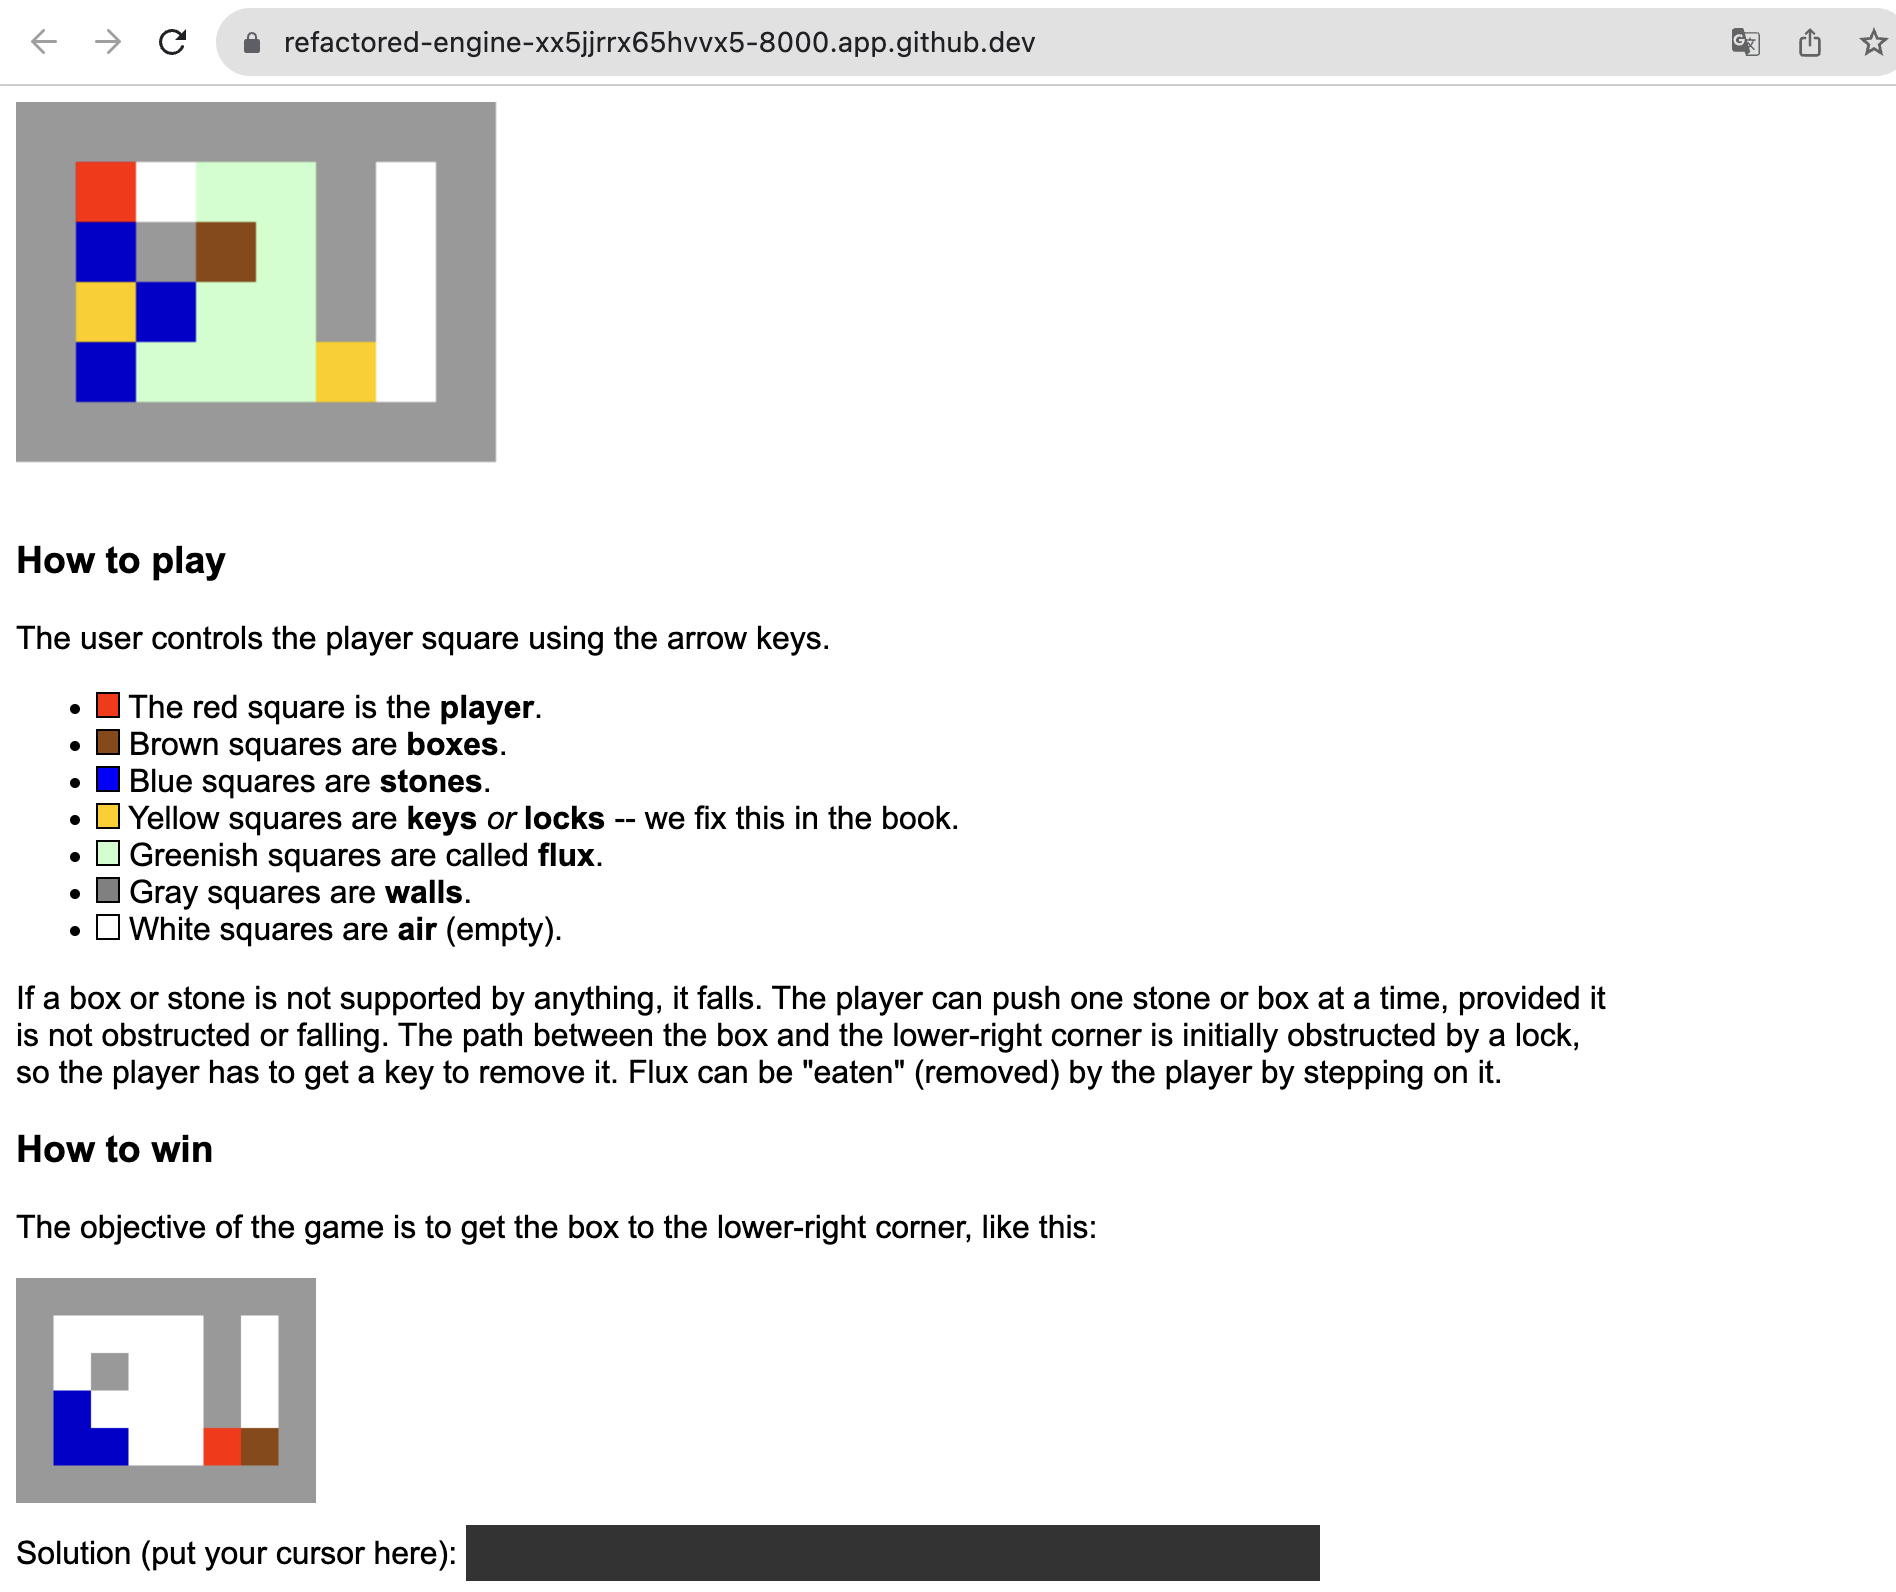 refactored-engine-xx5jjrrx65hvvx5-8000.app.github.dev
How to play
The user controls the player square using the arrow keys.
The red square is the player.
Brown squares are boxes.
Blue squares are stones.
Yellow squares are keys or locks -- we fix this in the book.
Greenish squares are called flux.
Gray squares are walls.
White squares are air (empty).
If a box or stone is not supported by anything, it falls. The player can push one stone or box at a time, provided it
is not obstructed or falling. The path between the box and the lower-right corner is initially obstructed by a lock,
so the player has to get a key to remove it. Flux can be "eaten" (removed) by the player by stepping on it.
How to win
The objective of the game is to get the box to the lower-right corner, like this:
Solution (put your cursor here):